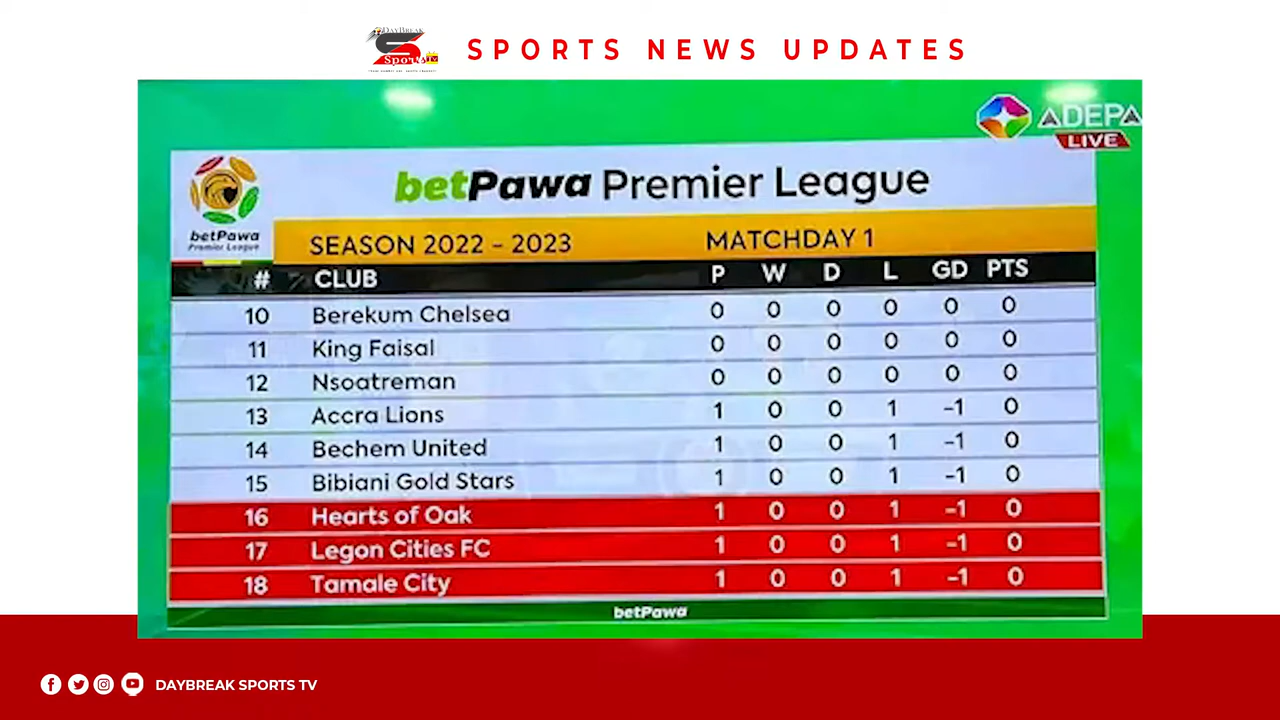 DAYBREAK
Sports TV
SPORTS NEWS UPDATES
ADEPA
LIVE
betPawa Premier League
betPawa
Premier League
SEASON 2022 - 2023 MATCHDAY 1
# CLUB P W D L GD PTS
10 Berekum Chelsea 0 0 0 0 0 0
11 King Faisal 0 0 0 0 0 0
12 Nsoatreman 0 0 0 0 0 0
13 Accra Lions 1 0 0 1 -1 0
14 Bechem United 1 0 0 1 -1 0
15 Bibiani Gold Stars 1 0 0 1 -1 0
16 Hearts of Oak 1 0 0 1 -1 0
17 Legon Cities FC 1 0 0 1 -1 0
18 Tamale City 1 0 0 1 -1 0
betPawa
DAYBREAK SPORTS TV